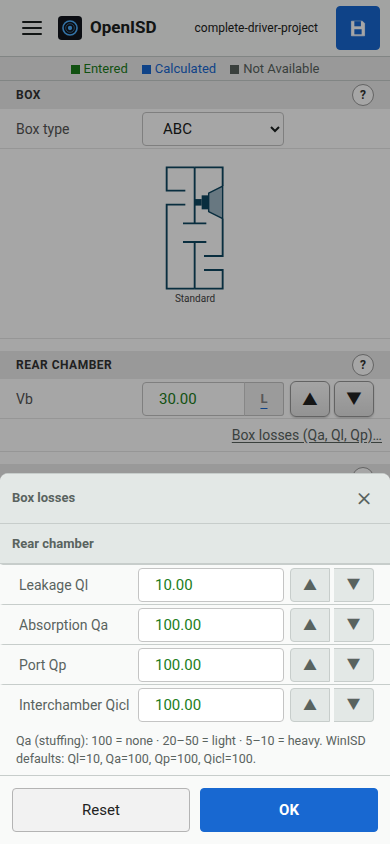 OpenISD
complete-driver-project
Entered Calculated Not Available
BOX ?
Box type ABC
Standard
REAR CHAMBER ?
Vb 30.00 L ▲ ▼
Box losses (Qa, Ql, Qp)...
Box losses ×
Rear chamber
Leakage Ql 10.00 ▲ ▼
Absorption Qa 100.00 ▲ ▼
Port Qp 100.00 ▲ ▼
Interchamber Qicl 100.00 ▲ ▼
Qa (stuffing): 100 = none · 20–50 = light · 5–10 = heavy. WinISD
defaults: Ql=10, Qa=100, Qp=100, Qicl=100.
Reset OK